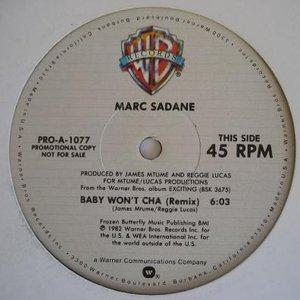 WB
RECORDS
MARC SADANE
PRO-A-1077
PROMOTIONAL COPY
NOT FOR SALE
THIS SIDE
45 RPM
PRODUCED BY JAMES MTUME AND REGGIE LUCAS
FOR MTUME/LUCAS PRODUCTIONS
From the Warner Bros. album EXCITING (BSK 3675)
BABY WON'T CHA (Remix) 6:03
(James Mtume/Reggie Lucas)
Frozen Butterfly Music Publishing BMI
℗ 1982 Warner Bros. Records Inc. for the
U.S. & WEA International Inc. for the
world outside of the U.S.
a Warner Communications Company